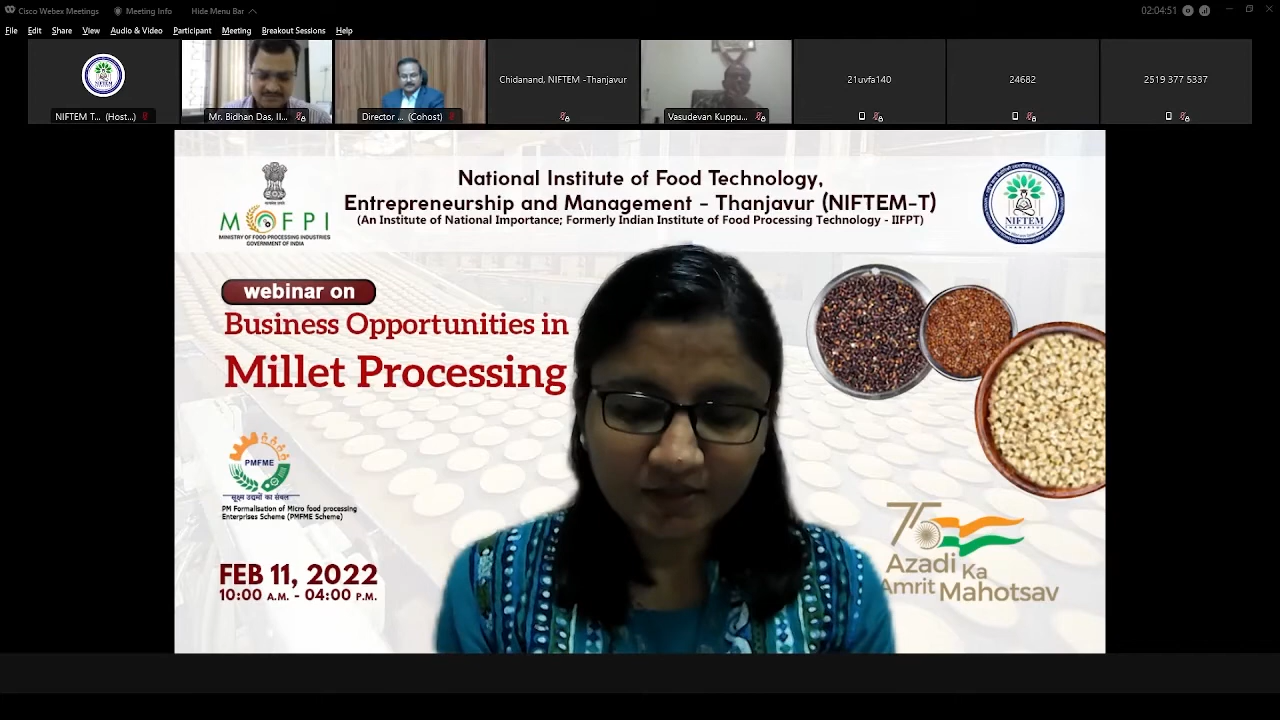 Cisco Webex Meetings
Meeting Info
Hide Menu Bar
02:04:51
File Edit Share View Audio & Video Participant Meeting Breakout Sessions Help
Chidanand, NIFTEM -Thanjavur
21uvfa140
24682
2519 377 5337
NIFTEM T... (Host...)
Mr. Bidhan Das, II...
Director ... (Cohost)
Vasudevan Kuppu...
National Institute of Food Technology,
Entrepreneurship and Management - Thanjavur (NIFTEM-T)
(An Institute of National Importance; Formerly Indian Institute of Food Processing Technology - IIFPT)
MOFPI
MINISTRY OF FOOD PROCESSING INDUSTRIES
GOVERNMENT OF INDIA
NIFTEM
THANJAVUR
webinar on
Business Opportunities in
Millet Processing
PMFME
सूक्ष्म उद्यमों का संबल
PM Formalisation of Micro food processing
Enterprises Scheme (PMFME Scheme)
FEB 11, 2022
10:00 A.M. - 04:00 P.M.
75
Azadi Ka
Amrit Mahotsav